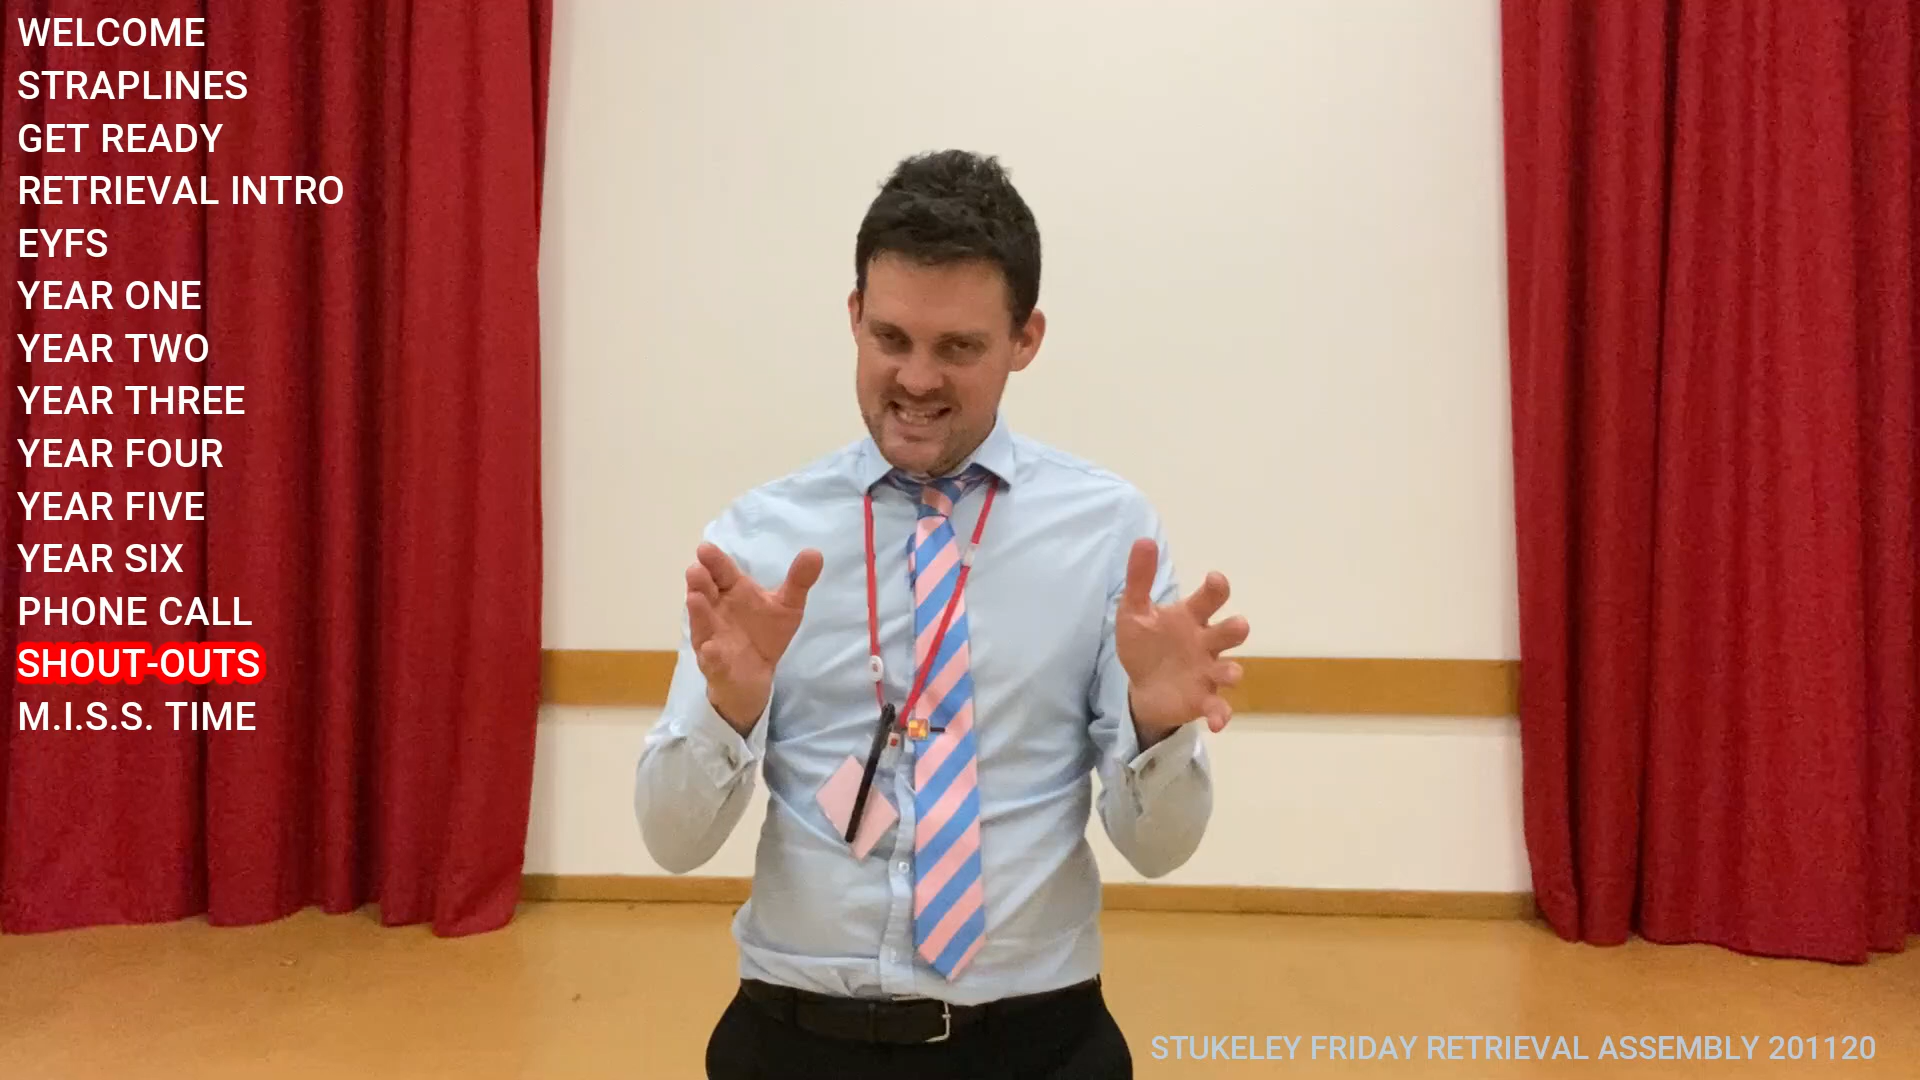 WELCOME
STRAPLINES
GET READY
RETRIEVAL INTRO
EYFS
YEAR ONE
YEAR TWO
YEAR THREE
YEAR FOUR
YEAR FIVE
YEAR SIX
PHONE CALL
SHOUT-OUTS
M.I.S.S. TIME
STUKELEY FRIDAY RETRIEVAL ASSEMBLY 201120